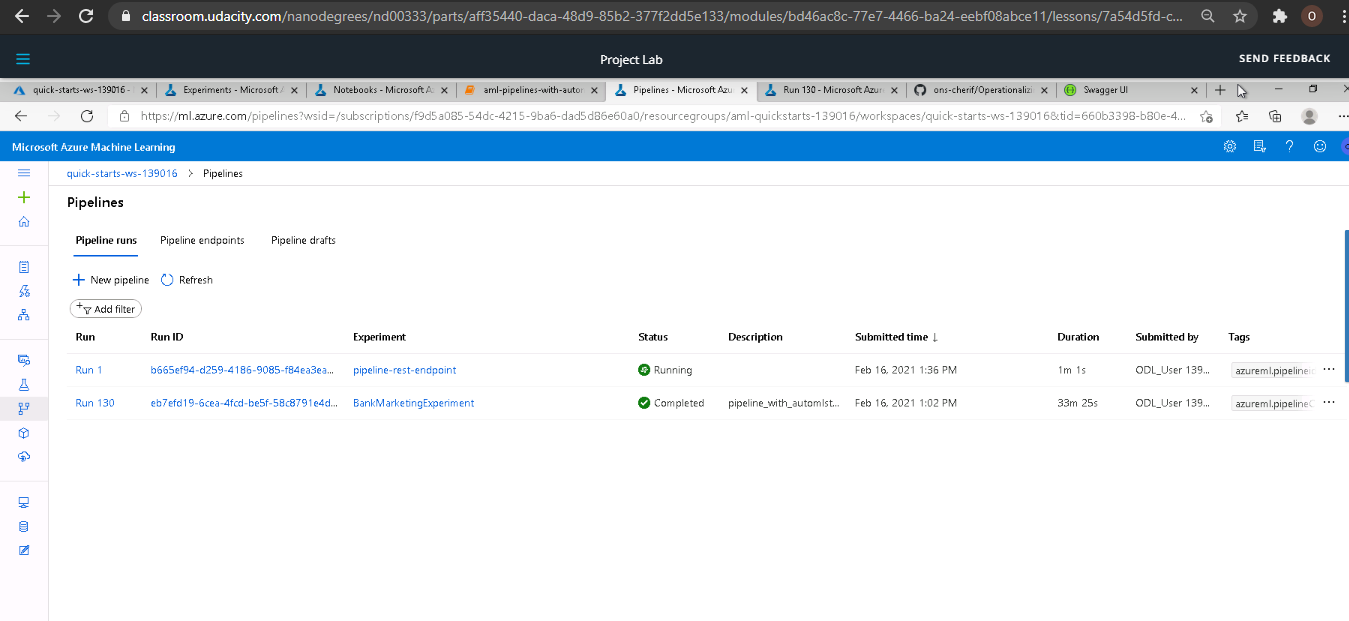 classroom.udacity.com/nanodegrees/nd00333/parts/aff35440-daca-48d9-85b2-377f2dd5e133/modules/bd46ac8c-77e7-4466-ba24-eebf08abce11/lessons/7a54d5fd-c... O
Project Lab SEND FEEDBACK
quick-starts-ws-139016 - Experiments - Microsoft A Notebooks - Microsoft A aml-pipelines-with-autom Pipelines - Microsoft Azu Run 130 - Microsoft Azure ons-cherif/Operationalizi Swagger UI
https://ml.azure.com/pipelines?wsid=/subscriptions/f9d5a085-54dc-4215-9ba6-dad5d86e60a0/resourcegroups/aml-quickstarts-139016/workspaces/quick-starts-ws-139016&tid=660b3398-b80e-4...
Microsoft Azure Machine Learning
quick-starts-ws-139016 > Pipelines
Pipelines
Pipeline runs Pipeline endpoints Pipeline drafts
New pipeline Refresh
Add filter
Run Run ID Experiment Status Description Submitted time ↓ Duration Submitted by Tags
Run 1 b665ef94-d259-4186-9085-f84ea3ea... pipeline-rest-endpoint Running Feb 16, 2021 1:36 PM 1m 1s ODL_User 139... azureml.pipelineid ...
Run 130 eb7efd19-6cea-4fcd-be5f-58c8791e4d... BankMarketingExperiment Completed pipeline_with_automlst... Feb 16, 2021 1:02 PM 33m 25s ODL_User 139... azureml.pipelineC ...